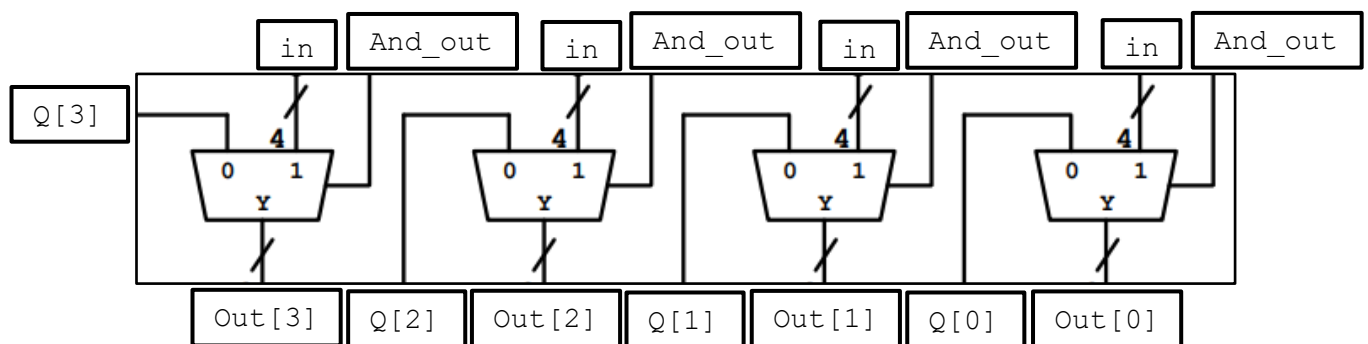 in And_out in And_out in And_out in And_out
Q[3]
4 4 4 4
0 1 0 1 0 1 0 1
Y Y Y Y
Out[3] Q[2] Out[2] Q[1] Out[1] Q[0] Out[0]